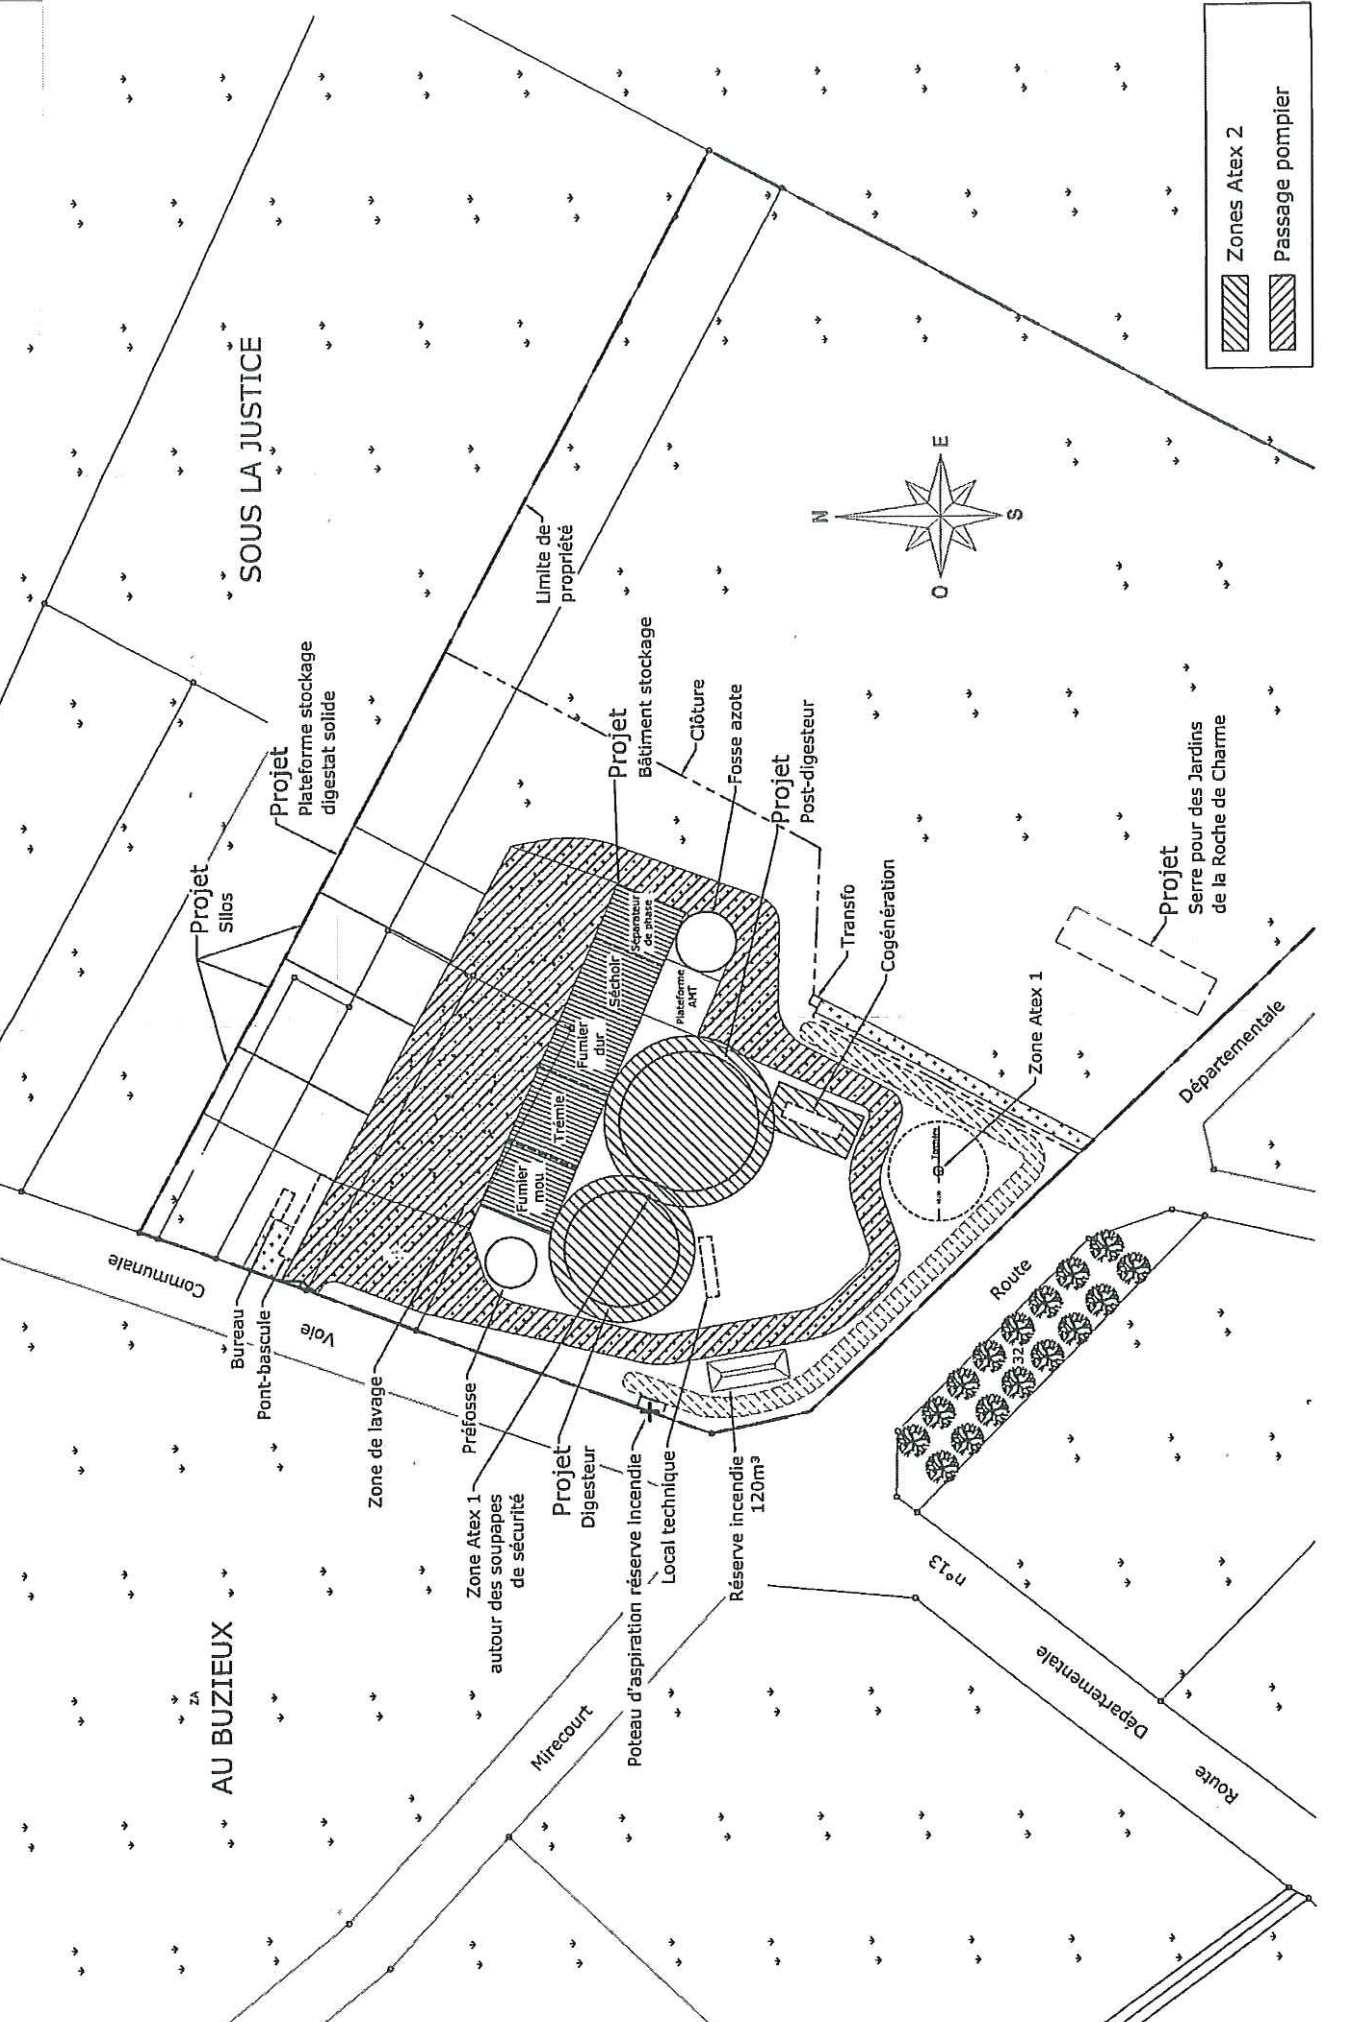 SOUS LA JUSTICE
AU BUZIEUX
ZA
Projet
Silos
Projet
Plateforme stockage
digestat solide
Limite de
propriété
Projet
Bâtiment stockage
Clôture
Fosse azote
Projet
Post-digesteur
Transfo
Cogénération
Zone Atex 1
Projet
Serre pour des Jardins
de la Roche de Charme
Bureau
Pont-bascule
Zone de lavage
Préfosse
Zone Atex 1
autour des soupapes
de sécurité
Projet
Digesteur
Poteau d'aspiration réserve Incendie
Local technique
Réserve incendie
120m³
Fumier
mou
Trémie
Fumier
dur
Séchoir
Séparateur
de phase
Plateforme
AMT
Torchère
Voie
Communale
Mirecourt
Route
Départementale
n°13
Route
Départementale
32
N
E
S
O
Zones Atex 2
Passage pompier